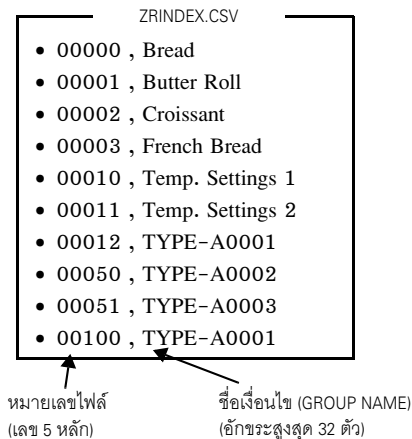 ZRINDEX.CSV
• 00000 , Bread
• 00001 , Butter Roll
• 00002 , Croissant
• 00003 , French Bread
• 00010 , Temp. Settings 1
• 00011 , Temp. Settings 2
• 00012 , TYPE-A0001
• 00050 , TYPE-A0002
• 00051 , TYPE-A0003
• 00100 , TYPE-A0001
หมายเลขไฟล์
(เลข 5 หลัก)
ชื่อเงื่อนไข (GROUP NAME)
(อักขระสูงสุด 32 ตัว)